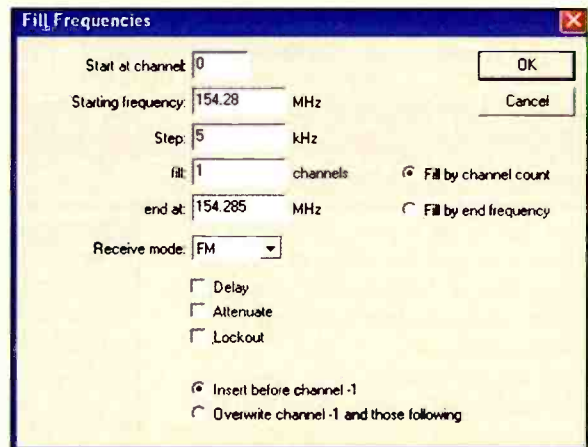 Fill Frequencies
Start at channel: 0
OK
Starting frequency: 154.28 MHz
Cancel
Step: 5 kHz
fill: 1 channels
Fill by channel count
end at: 154.285 MHz
Fill by end frequency
Receive mode: FM
Delay
Attenuate
Lockout
Insert before channel -1
Overwrite channel -1 and those following